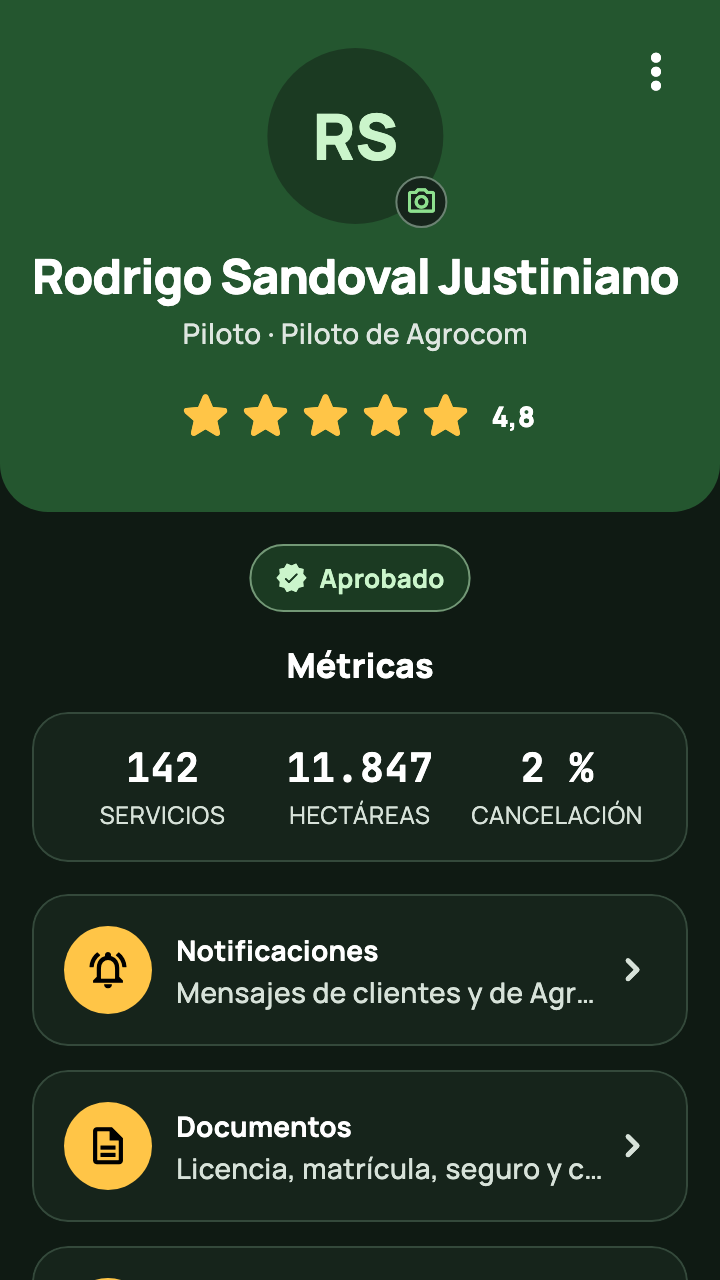 RS
Rodrigo Sandoval Justiniano
Piloto · Piloto de Agrocom
4,8
Aprobado
Métricas
142 11.847 2 %
SERVICIOS HECTÁREAS CANCELACIÓN
Notificaciones
Mensajes de clientes y de Agr...
Documentos
Licencia, matrícula, seguro y c...